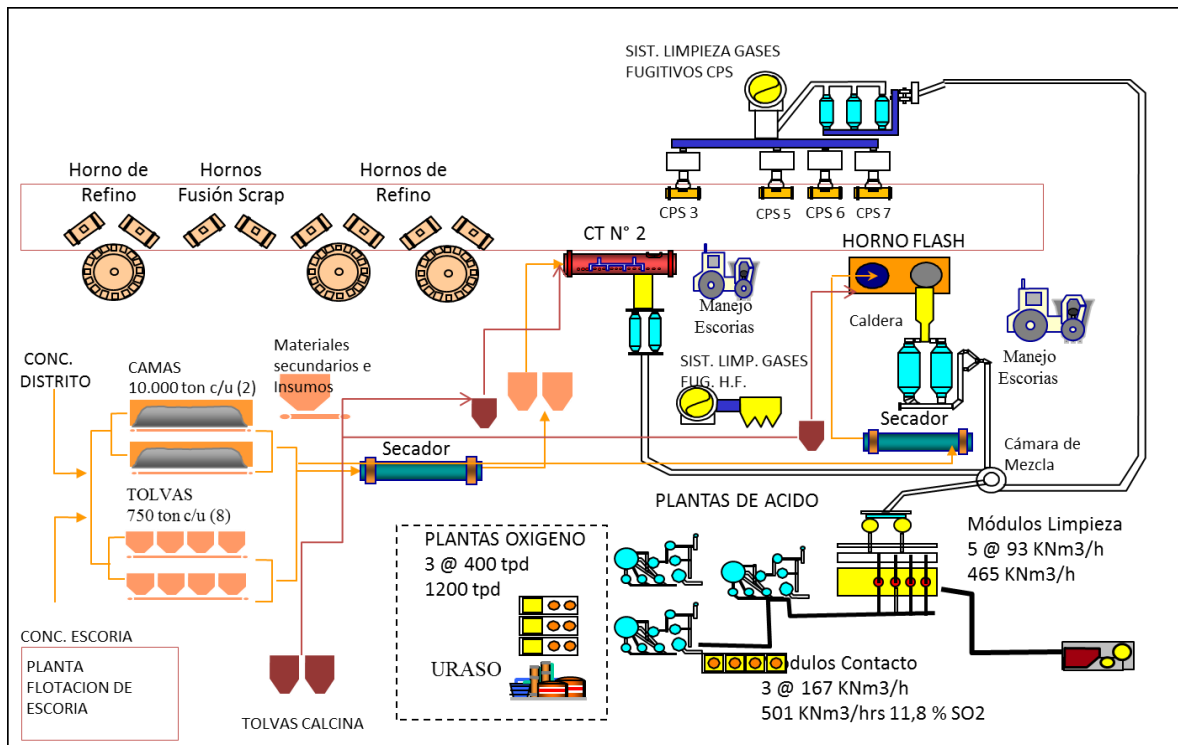 SIST. LIMPIEZA GASES
FUGITIVOS CPS
Horno de
Refino
Hornos
Fusión Scrap
Hornos de
Refino
CPS 3
CPS 5
CPS 6
CPS 7
CT N° 2
HORNO FLASH
Manejo
Escorias
Caldera
Manejo
Escorias
CONC.
DISTRITO
CAMAS
10.000 ton c/u (2)
Materiales
secundarios e
Insumos
SIST. LIMP. GASES
FUG. H.F.
Secador
Secador
Cámara de
Mezcla
TOLVAS
750 ton c/u (8)
PLANTAS DE ACIDO
PLANTAS OXIGENO
3 @ 400 tpd
1200 tpd
Módulos Limpieza
5 @ 93 KNm3/h
465 KNm3/h
URASO
CONC. ESCORIA
PLANTA
FLOTACION DE
ESCORIA
TOLVAS CALCINA
ódulos Contacto
3 @ 167 KNm3/h
501 KNm3/hrs 11,8 % SO2